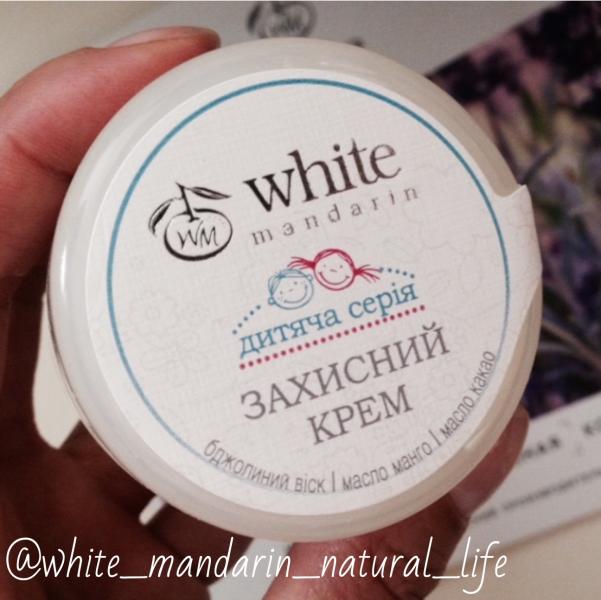 white
mandarin
WM
дитяча серія
ЗАХИСНИЙ
КРЕМ
бджолиний віск | масло манго | масло какао
@white_mandarin_natural_life